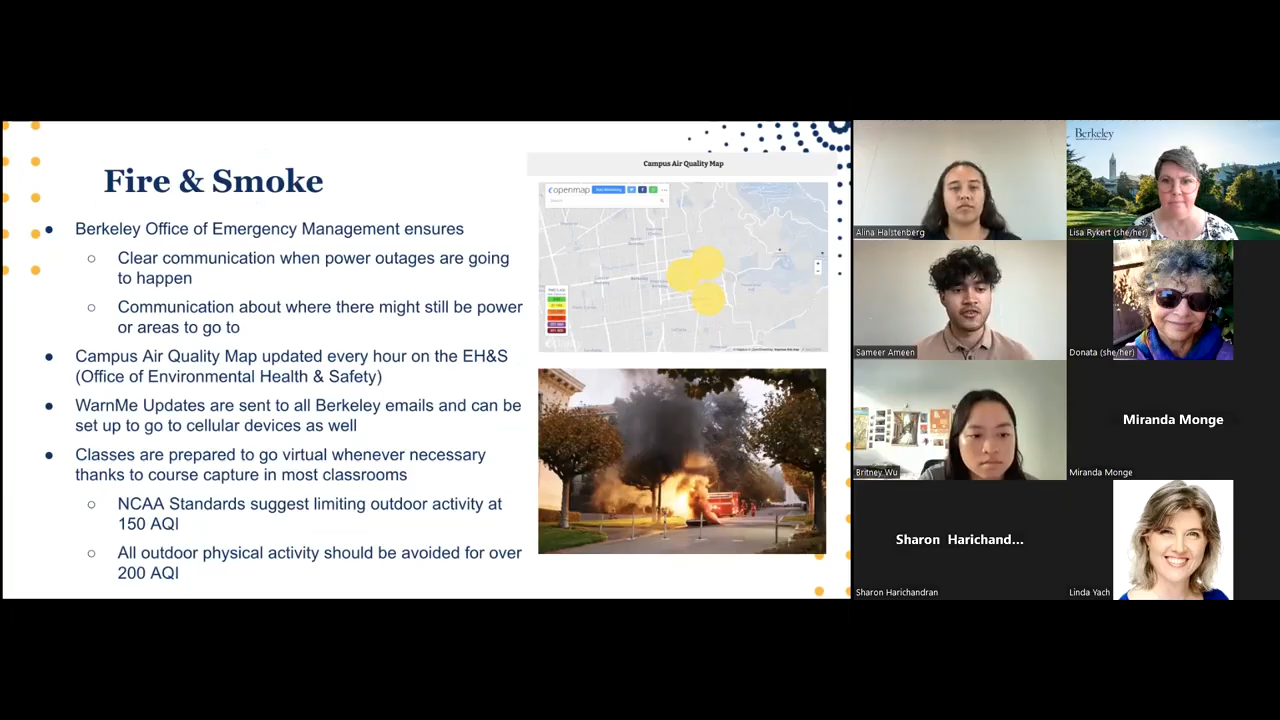 Fire & Smoke
● Berkeley Office of Emergency Management ensures
○ Clear communication when power outages are going
to happen
○ Communication about where there might still be power
or areas to go to
● Campus Air Quality Map updated every hour on the EH&S
(Office of Environmental Health & Safety)
● WarnMe Updates are sent to all Berkeley emails and can be
set up to go to cellular devices as well
● Classes are prepared to go virtual whenever necessary
thanks to course capture in most classrooms
○ NCAA Standards suggest limiting outdoor activity at
150 AQI
○ All outdoor physical activity should be avoided for over
200 AQI
Campus Air Quality Map
openmap
Search
Alina Halstenberg
Berkeley
Lisa Rykert (she/her)
Sameer Ameen
Donata (she/her)
Britney Wu
Miranda Monge
Miranda Monge
Sharon Harichand...
Sharon Harichandran
Linda Yach